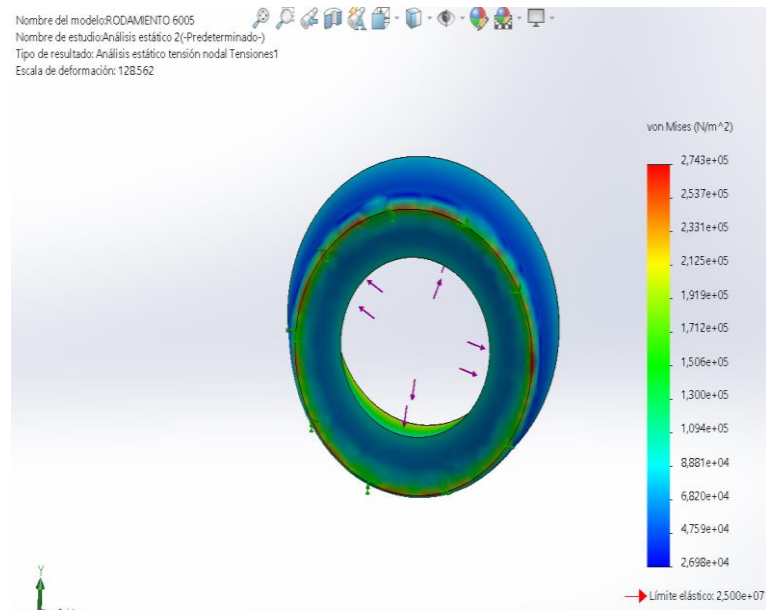 Nombre del modelo:RODAMIENTO 6005
Nombre de estudio:Análisis estático 2(-Predeterminado-)
Tipo de resultado: Análisis estático tensión nodal Tensiones1
Escala de deformación: 128.562
von Mises (N/m^2)
2,743e+05
2,537e+05
2,331e+05
2,125e+05
1,919e+05
1,712e+05
1,506e+05
1,300e+05
1,094e+05
8,881e+04
6,820e+04
4,759e+04
2,698e+04
Límite elástico: 2,500e+07
Y